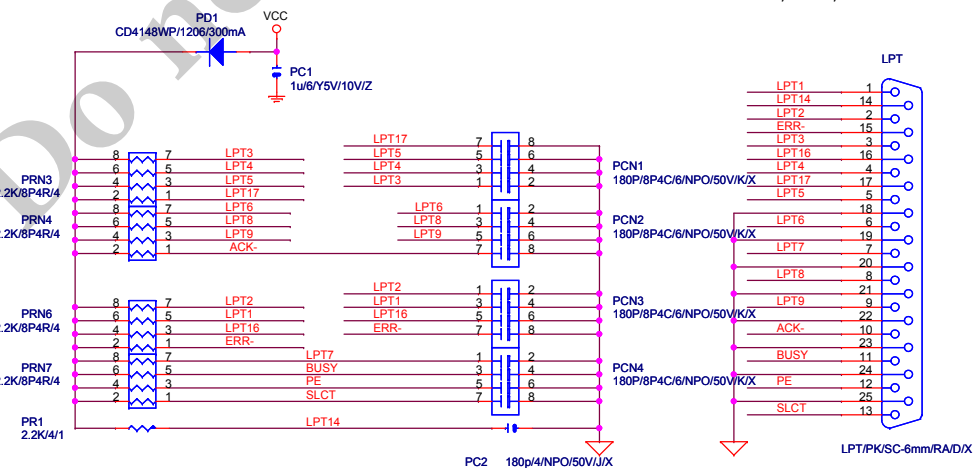 Do n
PD1
VCC
CD4148WP/1206/300mA
PC1
1u/6/Y5V/10V/Z
LPT
8 7 LPT3
6 5 LPT4
4 3 LPT5
2 1 LPT17
PRN3
2.2K/8P4R/4
8 7 LPT6
6 5 LPT8
4 3 LPT9
2 1 ACK-
PRN4
2.2K/8P4R/4
LPT17 7 8
LPT5 5 6
LPT4 3 4
LPT3 1 2
PCN1
180P/8P4C/6/NPO/50V/K/X
LPT6 1 2
LPT8 3 4
LPT9 5 6
7 8
PCN2
180P/8P4C/6/NPO/50V/K/X
8 7 LPT2
6 5 LPT1
4 3 LPT16
2 1 ERR-
PRN6
2.2K/8P4R/4
8 7 LPT7
6 5 BUSY
4 3 PE
2 1 SLCT
PRN7
2.2K/8P4R/4
PR1
2.2K/4/1
LPT14
LPT2 1 2
LPT1 3 4
LPT16 5 6
ERR- 7 8
PCN3
180P/8P4C/6/NPO/50V/K/X
1 2
3 4
5 6
7 8
PCN4
180P/8P4C/6/NPO/50V/K/X
PC2 180p/4/NPO/50V/J/X
LPT1 1
LPT14 14
LPT2 2
ERR- 15
LPT3 3
LPT16 16
LPT4 4
LPT17 17
LPT5 5
18
LPT6 6
19
LPT7 7
20
LPT8 8
21
LPT9 9
22
ACK- 10
23
BUSY 11
24
PE 12
25
SLCT 13
LPT/PK/SC-6mm/RA/D/X